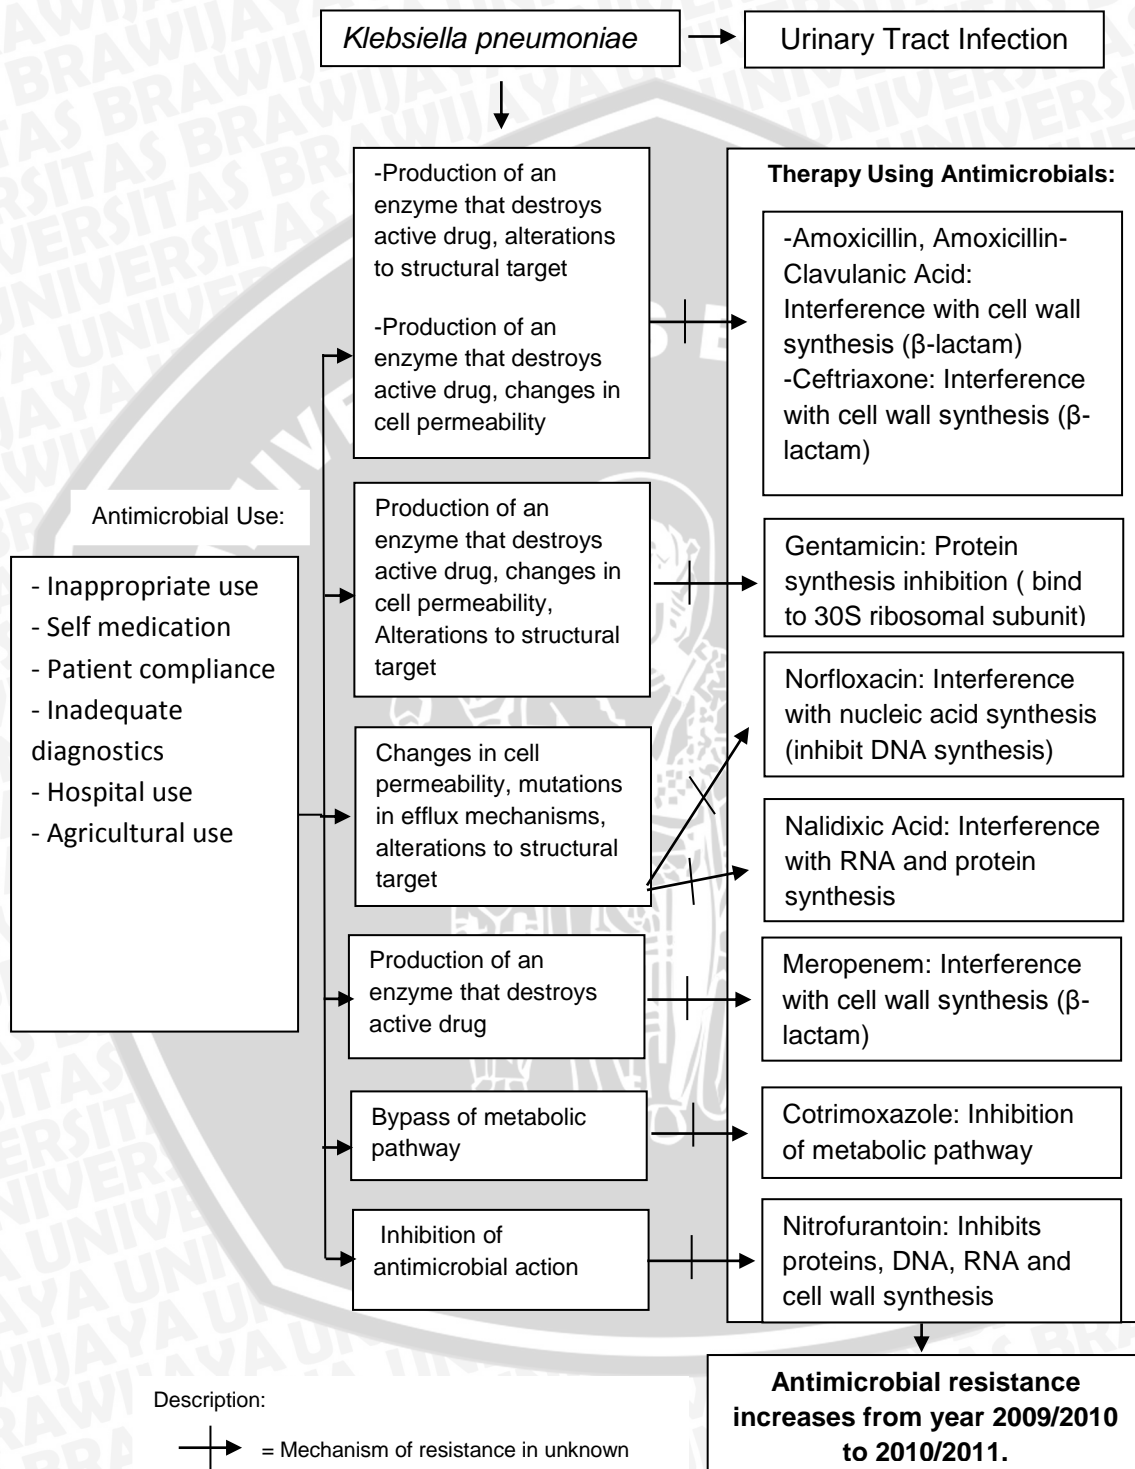 Klebsiella pneumoniae
Urinary Tract Infection
-Production of an
enzyme that destroys
active drug, alterations
to structural target
-Production of an
enzyme that destroys
active drug, changes in
cell permeability
Therapy Using Antimicrobials:
-Amoxicillin, Amoxicillin-
Clavulanic Acid:
Interference with cell wall
synthesis (β-lactam)
-Ceftriaxone: Interference
with cell wall synthesis (β-
lactam)
Antimicrobial Use:
- Inappropriate use
- Self medication
- Patient compliance
- Inadequate
diagnostics
- Hospital use
- Agricultural use
Production of an
enzyme that destroys
active drug, changes in
cell permeability,
Alterations to structural
target
Gentamicin: Protein
synthesis inhibition ( bind
to 30S ribosomal subunit)
Changes in cell
permeability, mutations
in efflux mechanisms,
alterations to structural
target
Norfloxacin: Interference
with nucleic acid synthesis
(inhibit DNA synthesis)
Nalidixic Acid: Interference
with RNA and protein
synthesis
Production of an
enzyme that destroys
active drug
Meropenem: Interference
with cell wall synthesis (β-
lactam)
Bypass of metabolic
pathway
Cotrimoxazole: Inhibition
of metabolic pathway
Inhibition of
antimicrobial action
Nitrofurantoin: Inhibits
proteins, DNA, RNA and
cell wall synthesis
Antimicrobial resistance
increases from year 2009/2010
to 2010/2011.
Description:
= Mechanism of resistance in unknown